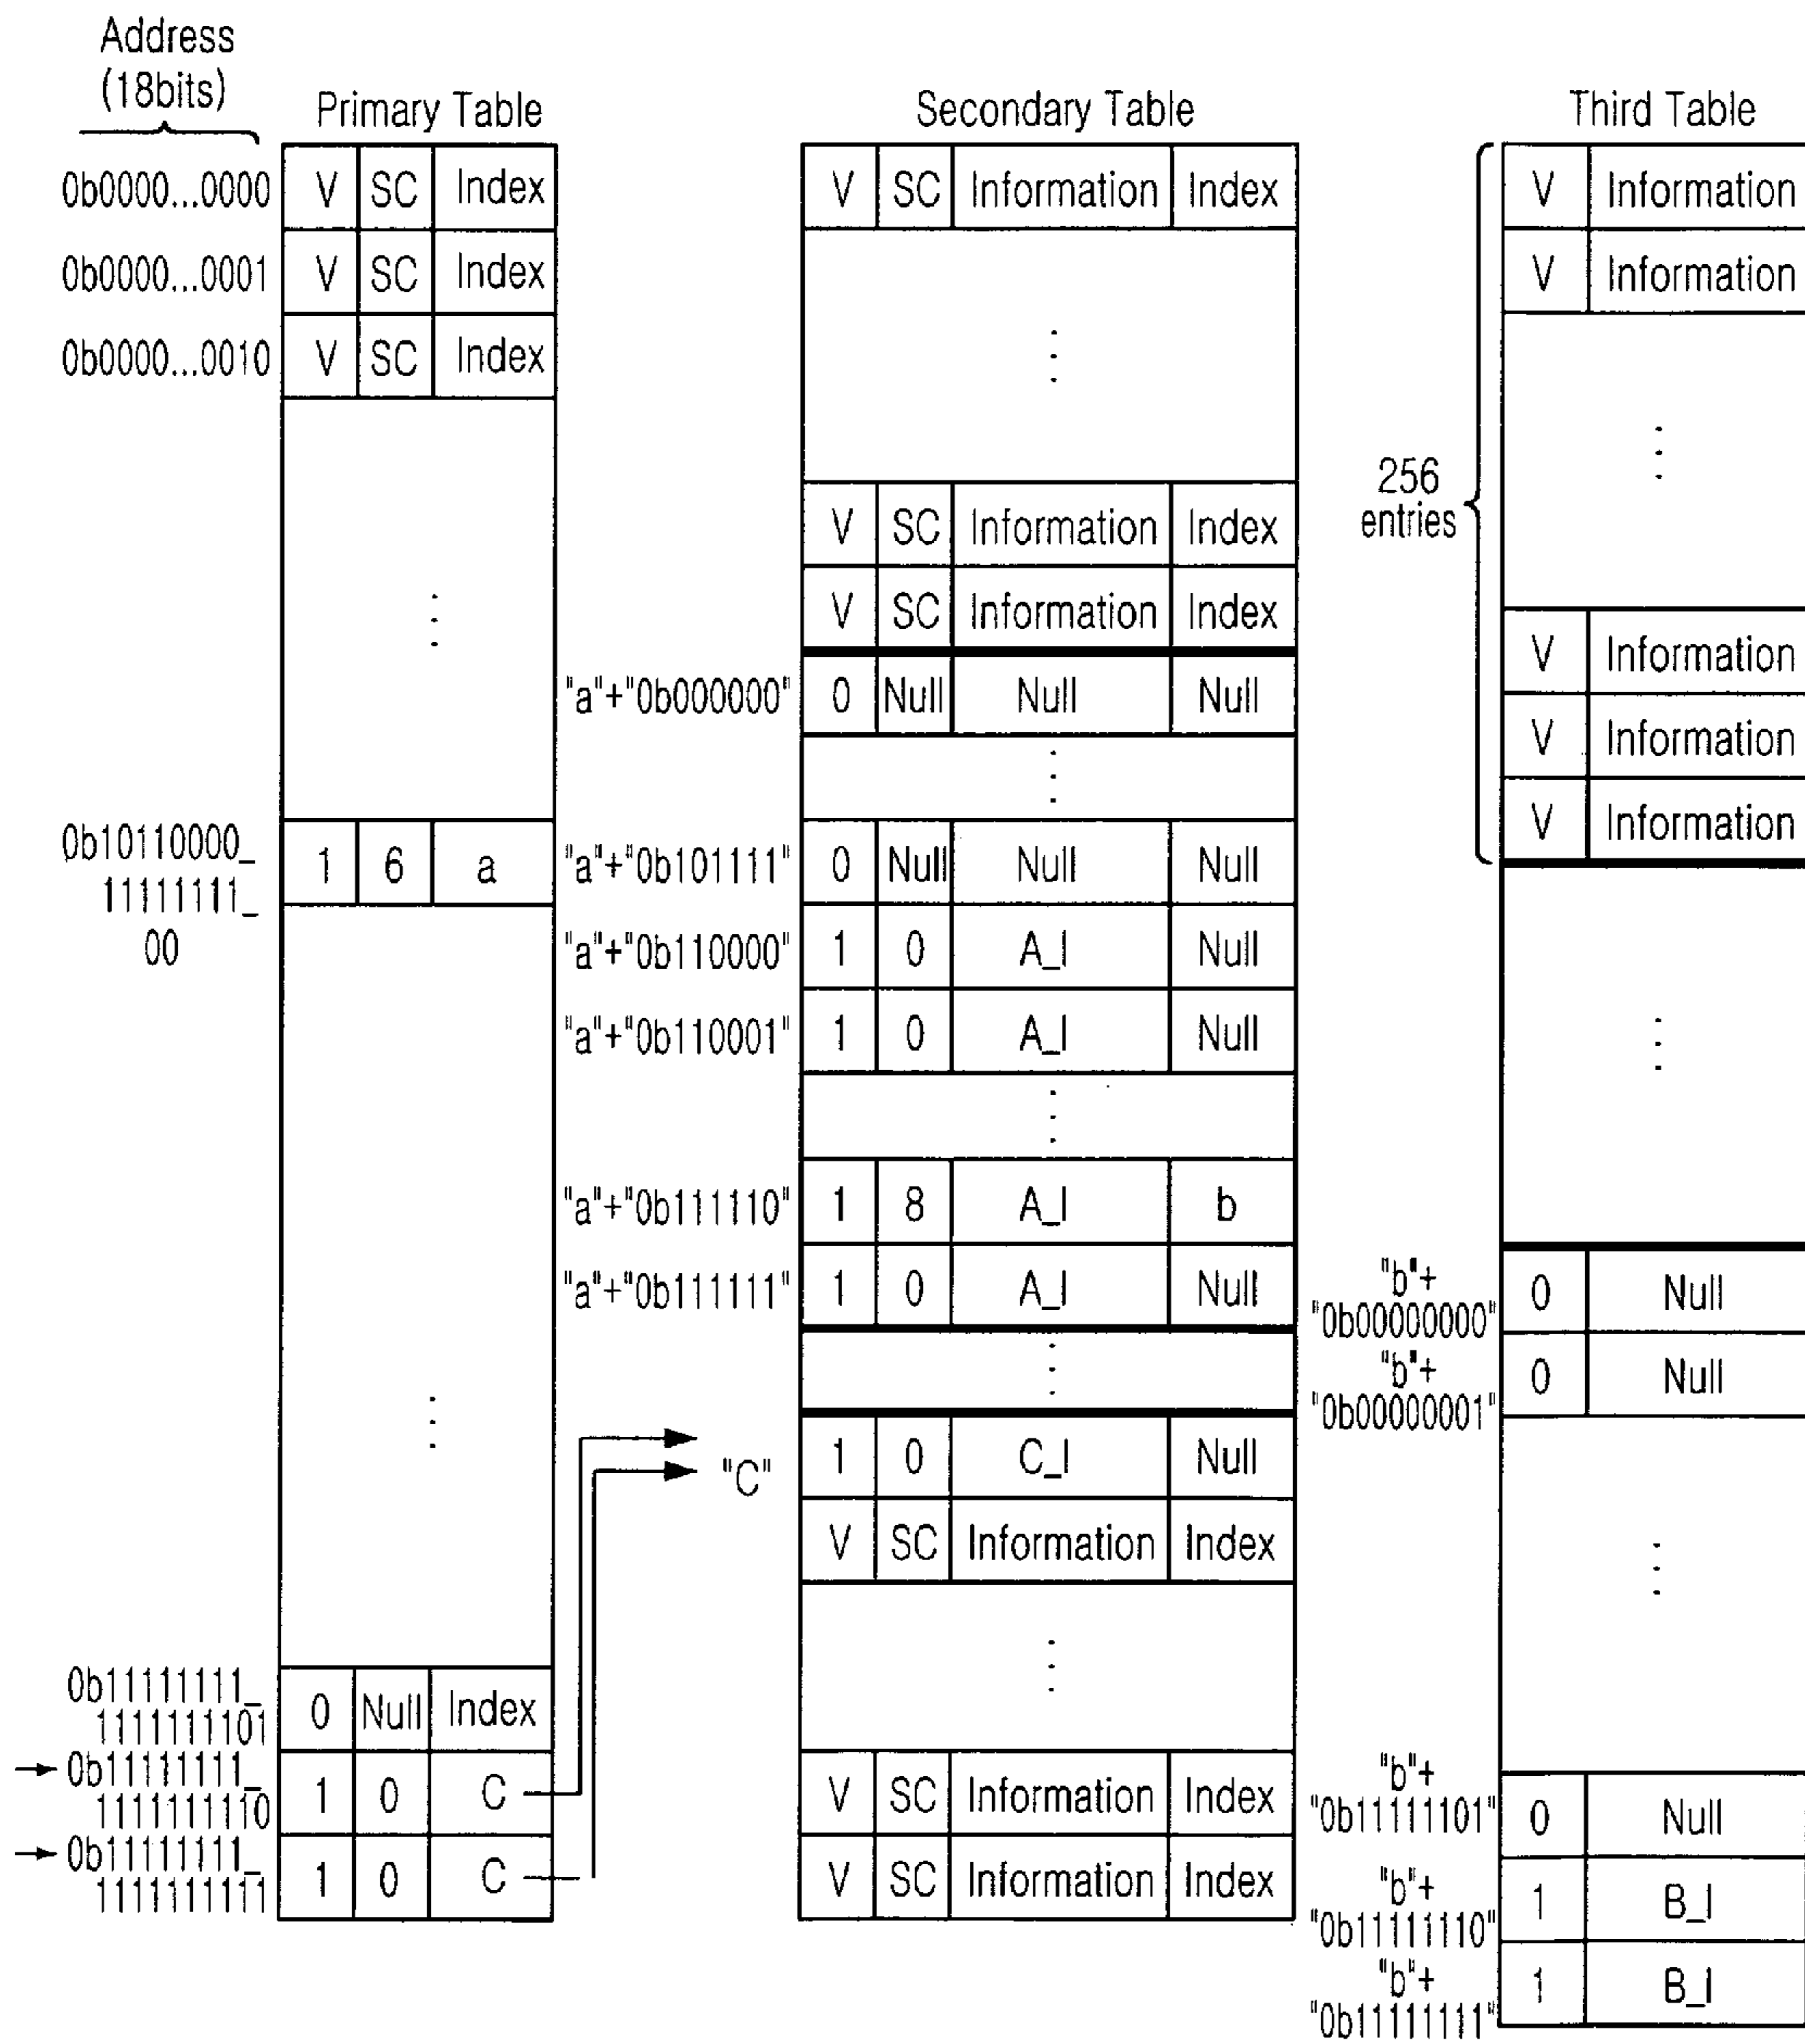 Address
(18bits)
Primary Table
0b0000...0000 V SC Index
0b0000...0001 V SC Index
0b0000...0010 V SC Index
0b10110000_
11111111_
00
1 6 a
0b11111111_
1111111101
0 Null Index
0b11111111_
1111111110
1 0 C
0b11111111_
1111111111
1 0 C
Secondary Table
V SC Information Index
V SC Information Index
V SC Information Index
"a"+"0b000000" 0 Null Null Null
"a"+"0b101111" 0 Null Null Null
"a"+"0b110000" 1 0 A_I Null
"a"+"0b110001" 1 0 A_I Null
"a"+"0b111110" 1 8 A_I b
"a"+"0b111111" 1 0 A_I Null
"C" 1 0 C_I Null
V SC Information Index
V SC Information Index
V SC Information Index
Third Table
V Information
V Information
256
entries
V Information
V Information
V Information
"b"+
"0b00000000"
0 Null
"b"+
"0b00000001"
0 Null
"b"+
"0b11111101"
0 Null
"b"+
"0b11111110"
1 B_I
"b"+
"0b11111111"
1 B_I